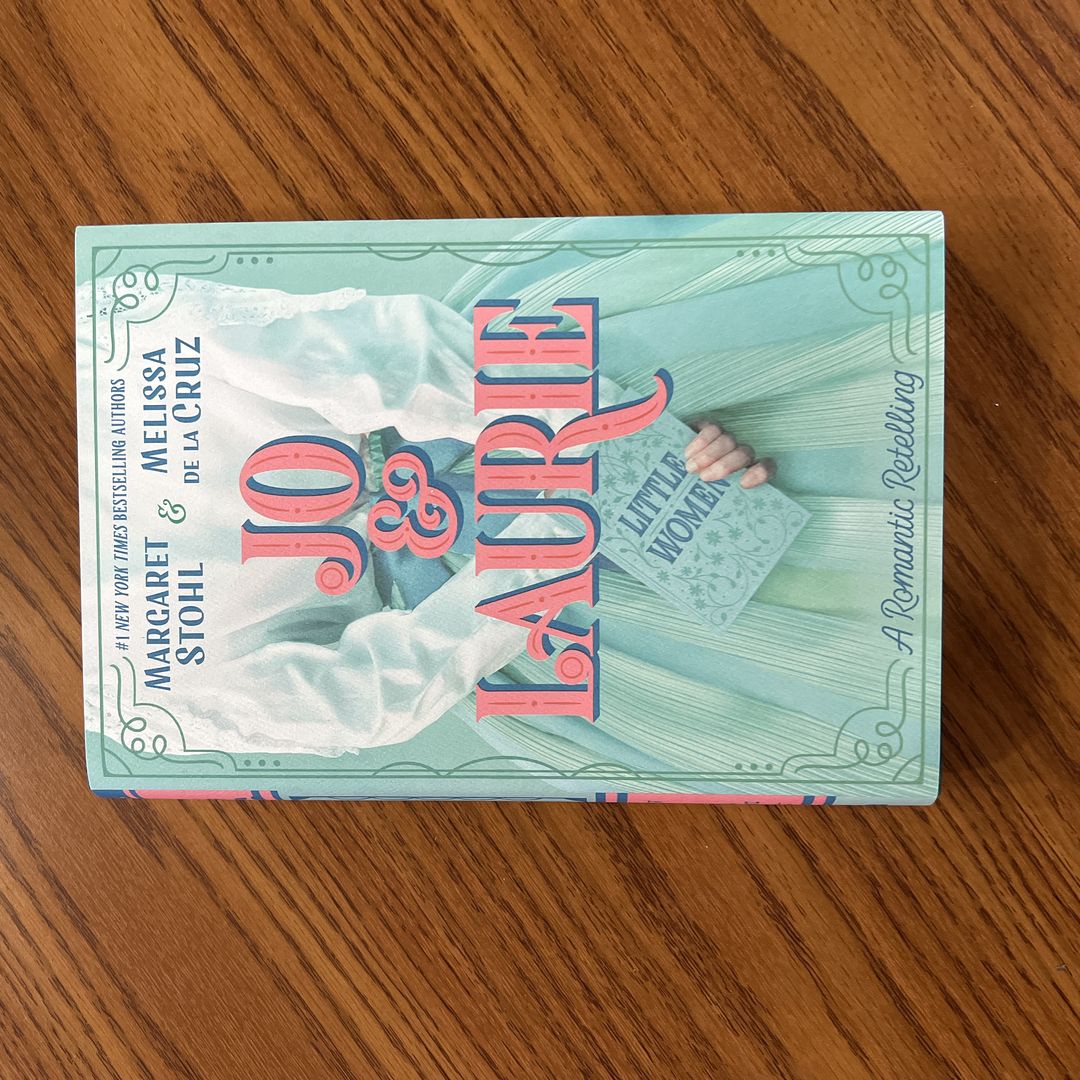 #1 NEW YORK TIMES BESTSELLING AUTHORS
MARGARET STOHL
&
MELISSA DE LA CRUZ
JO
&
LAURIE
LITTLE
WOMEN
A Romantic Retelling